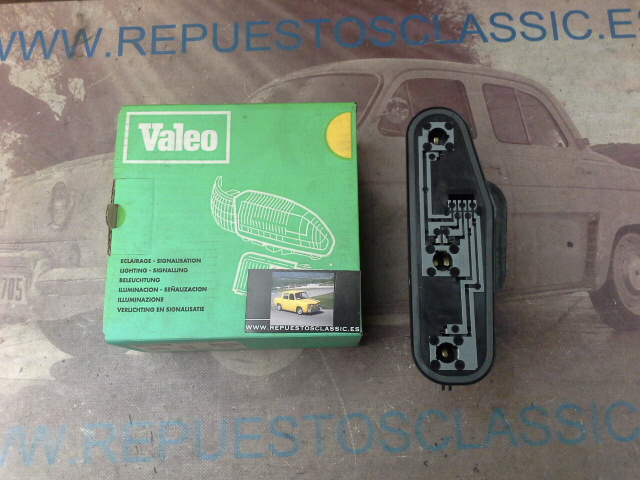 WWW.REPUESTOSCLASSIC.ES
Valeo
ECLAIRAGE - SIGNALISATION
LIGHTING - SIGNALLING
BELEUCHTUNG
ILUMINACION - SEÑALIZACION
ILLUMINAZIONE
VERLICHTING EN SIGNALISATIE
WWW.REPUESTOSCLASSIC.ES
705
WWW.REPUESTOSCLASSIC.